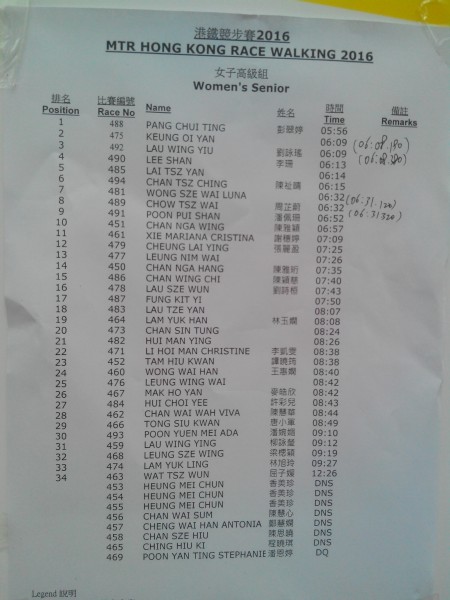 港鐵競步賽2016
MTR HONG KONG RACE WALKING 2016
女子高級組
Women's Senior
排名 比賽編號 姓名 時間 備註
Position Race No Name Time Remarks
1 488 PANG CHUI TING 彭翠婷 05:56
2 475 KEUNG OI YAN 06:09 (06:08.180)
3 492 LAU WING YIU 劉詠瑤 06:09 (06:08.380)
4 490 LEE SHAN 李珊 06:13
5 485 LAI TSZ YAN 06:14
6 494 CHAN TSZ CHING 陳祉晴 06:15
7 481 WONG SZE WAI LUNA 06:32 (06:31.120)
8 489 CHOW TSZ WAI 周芷蔚 06:32 (06:31.320)
9 491 POON PUI SHAN 潘佩珊 06:52
10 451 CHAN NGA WING 陳雅穎 06:57
11 461 XIE MARIANA CRISTINA 謝穗婷 07:09
12 479 CHEUNG LAI YING 張麗盈 07:25
13 477 LEUNG NIM WAI 07:26
14 450 CHAN NGA HANG 陳雅珩 07:35
15 486 CHAN WING CHI 陳穎慈 07:40
16 478 LAU SZE WUN 07:43
17 487 FUNG KIT YI 07:50
18 483 LAU TZE YAN 08:07
19 464 LAM YUK HAN 林玉嫻 08:08
20 473 CHAN SIN TUNG 08:24
21 482 HUI MAN YING 08:26
22 471 LI HOI MAN CHRISTINE 李凱雯 08:38
23 452 TAM HIU KWAN 譚曉筠 08:38
24 460 WONG WAI HAN 王惠嫻 08:40
25 476 LEUNG WING WAI 08:42
26 467 MAK HO YAN 麥皓欣 08:42
27 484 HUI CHOI YEE 許彩兒 08:43
28 462 CHAN WAI WAH VIVA 陳慧華 08:44
29 466 TONG SIU KWAN 唐小軍 08:49
30 493 POON YUEN MEI ADA 潘婉媚 09:10
31 459 LAU WING YING 柳詠瑩 09:12
32 468 LEUNG SZE WING 09:19
33 474 LAM YUK LING 林旭玲 09:27
34 463 WAT TSZ WUN 12:26
453 HEUNG MEI CHUN 香美珍 DNS
454 HEUNG MEI CHUN 香美珍 DNS
455 HEUNG MEI CHUN 香美珍 DNS
456 CHAN WAI SUM 陳慧心 DNS
457 CHENG WAI HAN ANTONIA 鄭慧嫻 DNS
458 CHAN SZE HIU 陳思曉 DNS
465 CHING HIU KI 程曉琪 DNS
469 POON YAN TING STEPHANIE 潘恩婷 DQ
Legend 說明